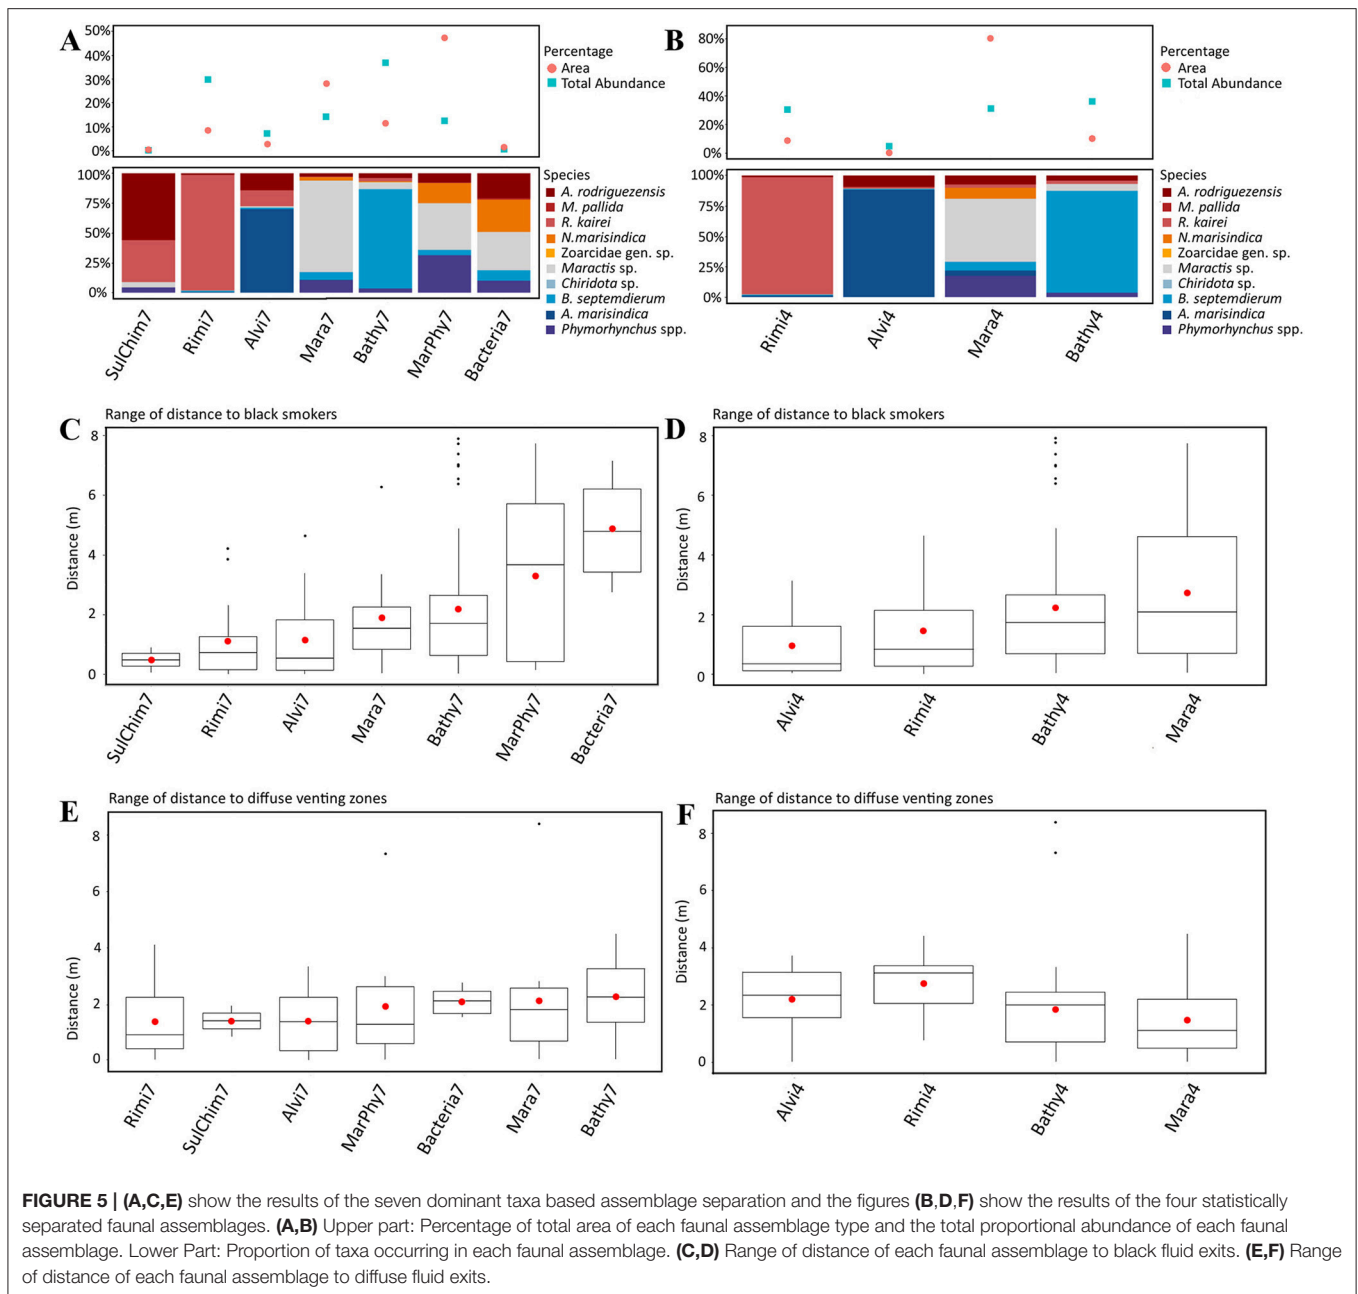 A
50%
40%
30%
20%
10%
0%
Percentage
Area
Total Abundance
100%
75%
50%
25%
0%
Species
A. rodriguezensis
M. pallida
R. kairei
N.marisindica
Zoarcidae gen. sp.
Maractis sp.
Chiridota sp.
B. septemdierum
A. marisindica
Phymorhynchus spp.
SulChim7
Rimi7
Alvi7
Mara7
Bathy7
MarPhy7
Bacteria7
B
80%
60%
40%
20%
0%
Percentage
Area
Total Abundance
100%
75%
50%
25%
0%
Species
A. rodriguezensis
M. pallida
R. kairei
N.marisindica
Zoarcidae gen. sp.
Maractis sp.
Chiridota sp.
B. septemdierum
A. marisindica
Phymorhynchus spp.
Rimi4
Alvi4
Mara4
Bathy4
C
Range of distance to black smokers
Distance (m)
8
6
4
2
0
SulChim7
Rimi7
Alvi7
Mara7
Bathy7
MarPhy7
Bacteria7
D
Range of distance to black smokers
Distance (m)
8
6
4
2
0
Alvi4
Rimi4
Bathy4
Mara4
E
Range of distance to diffuse venting zones
Distance (m)
8
6
4
2
0
Rimi7
SulChim7
Alvi7
MarPhy7
Bacteria7
Mara7
Bathy7
F
Range of distance to diffuse venting zones
Distance (m)
8
6
4
2
0
Alvi4
Rimi4
Bathy4
Mara4
FIGURE 5 | (A,C,E) show the results of the seven dominant taxa based assemblage separation and the figures (B,D,F) show the results of the four statistically
separated faunal assemblages. (A,B) Upper part: Percentage of total area of each faunal assemblage type and the total proportional abundance of each faunal
assemblage. Lower Part: Proportion of taxa occurring in each faunal assemblage. (C,D) Range of distance of each faunal assemblage to black fluid exits. (E,F) Range
of distance of each faunal assemblage to diffuse fluid exits.